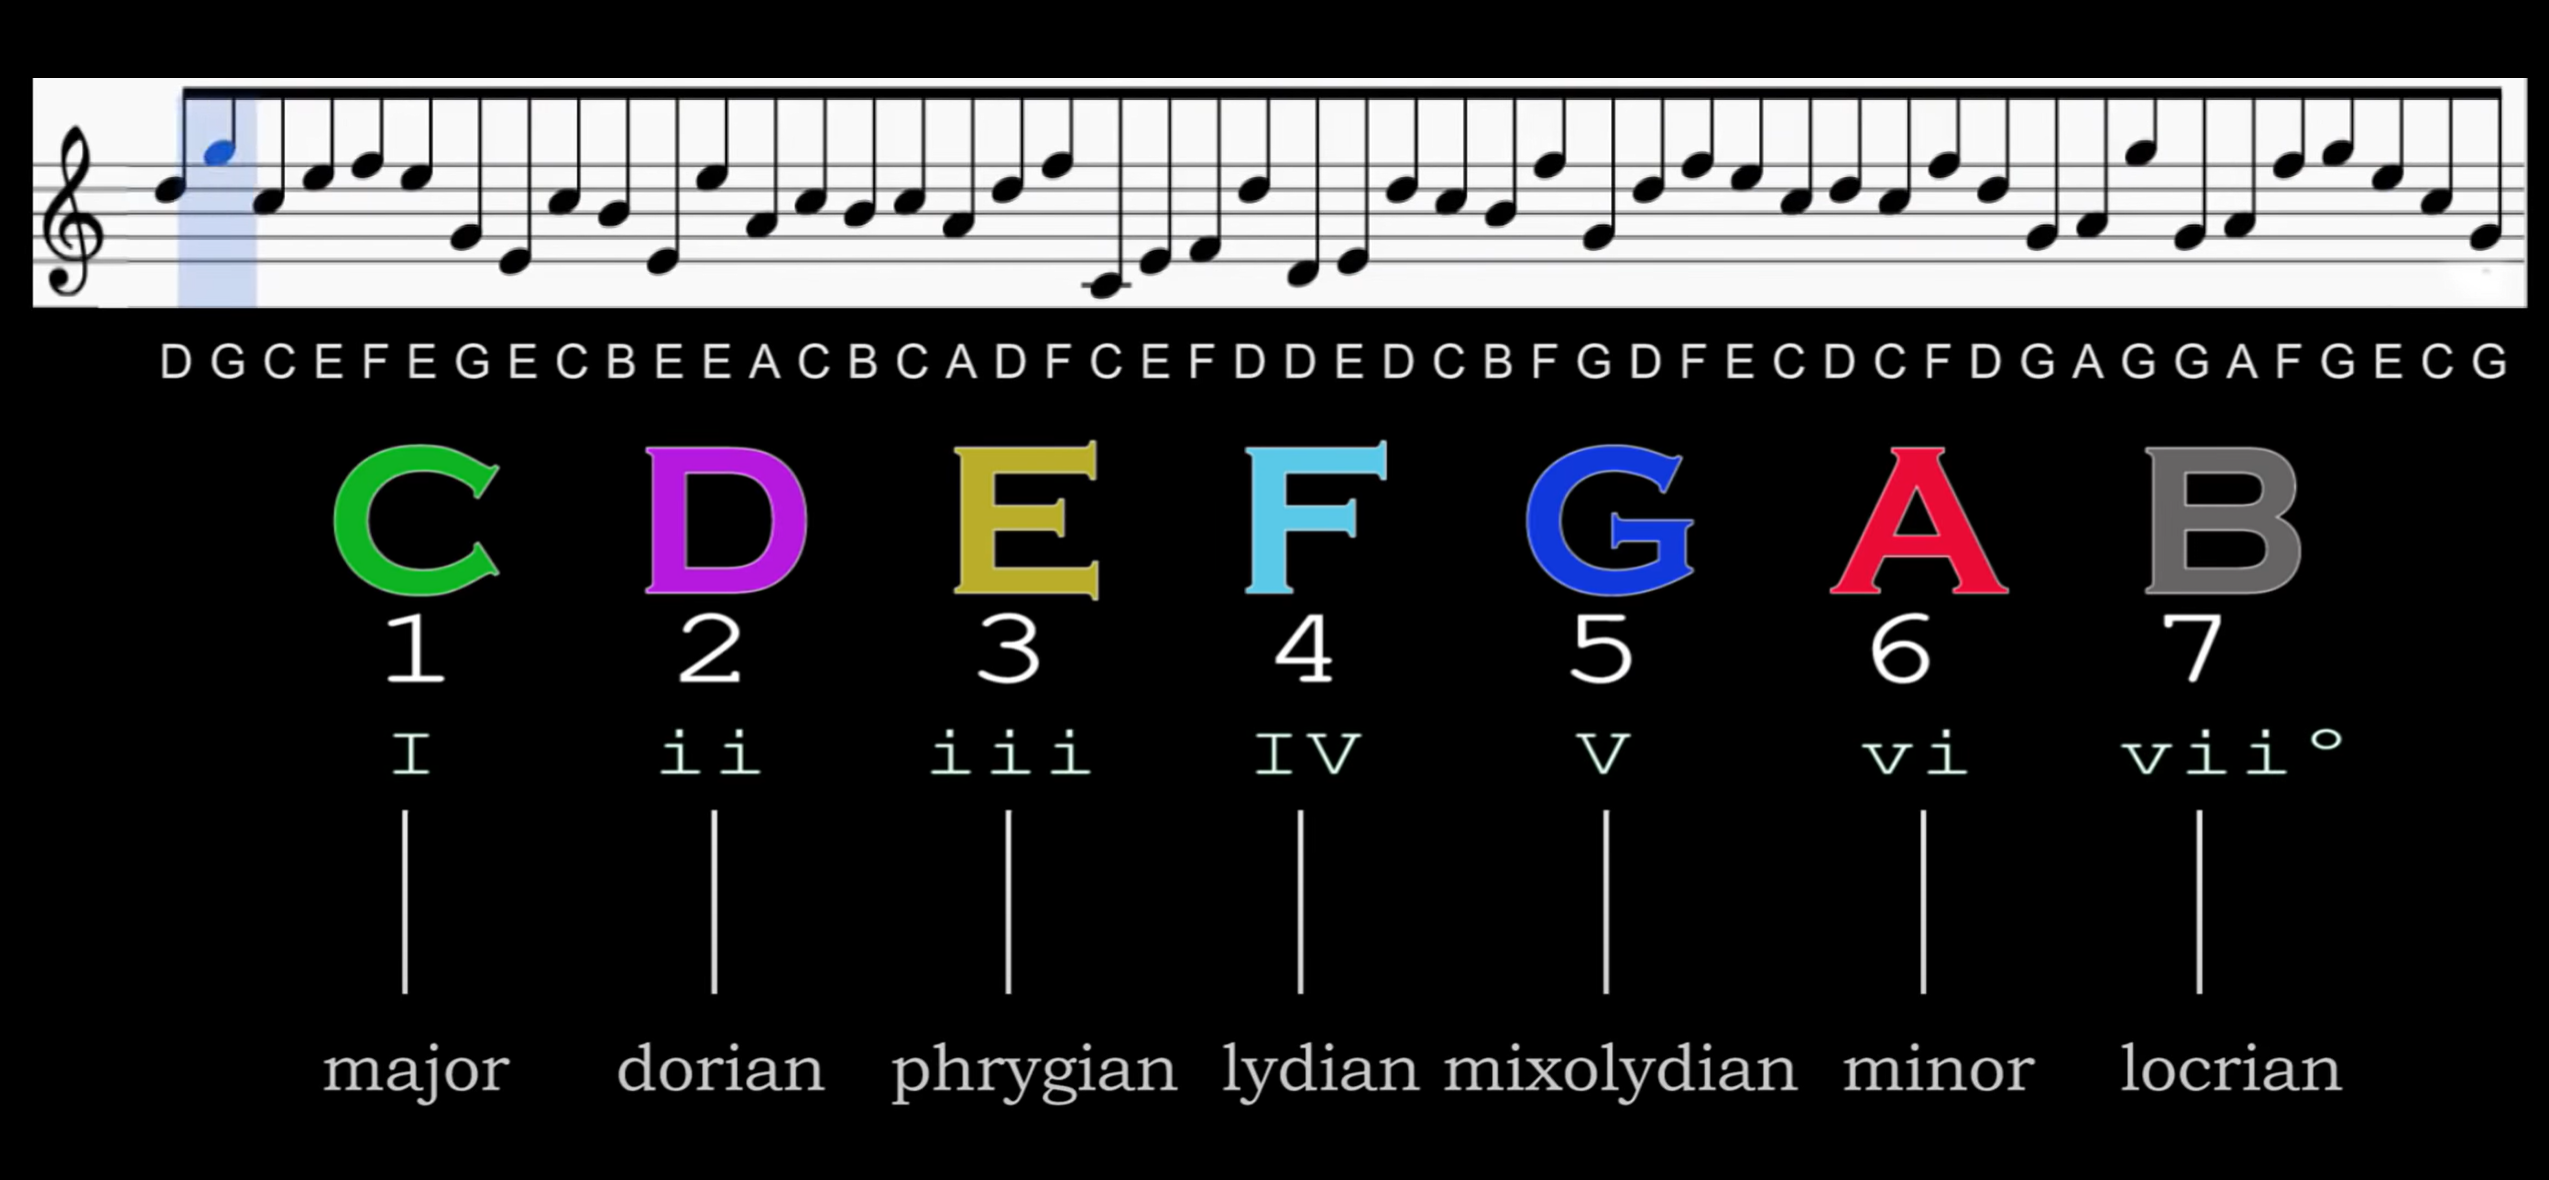 D G C E F E G E C B E E A C B C A D F C E F D D E D C B F G D F E C D C F D G A G G A F G E C G
C D E F G A B
1 2 3 4 5 6 7
I ii iii IV V vi vii°
major dorian phrygian lydian mixolydian minor locrian